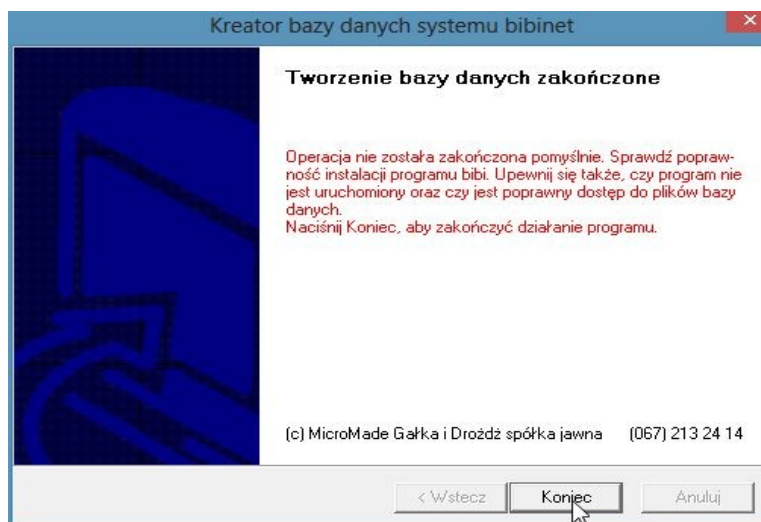 Kreator bazy danych systemu bibinet
Tworzenie bazy danych zakończone
Operacja nie została zakończona pomyślnie. Sprawdź popraw-
ność instalacji programu bibi. Upewnij się także, czy program nie
jest uruchomiony oraz czy jest poprawny dostęp do plików bazy
danych.
Naciśnij Koniec, aby zakończyć działanie programu.
(c) MicroMade Gałka i Drożdż spółka jawna (067) 213 24 14
< Wstecz Koniec Anuluj